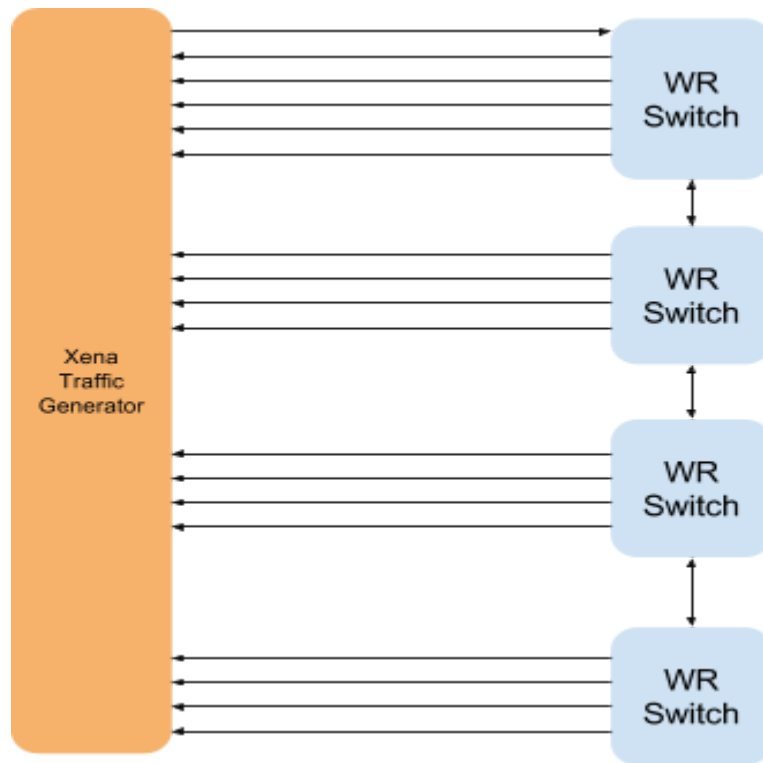 Xena
Traffic
Generator
WR
Switch
WR
Switch
WR
Switch
WR
Switch